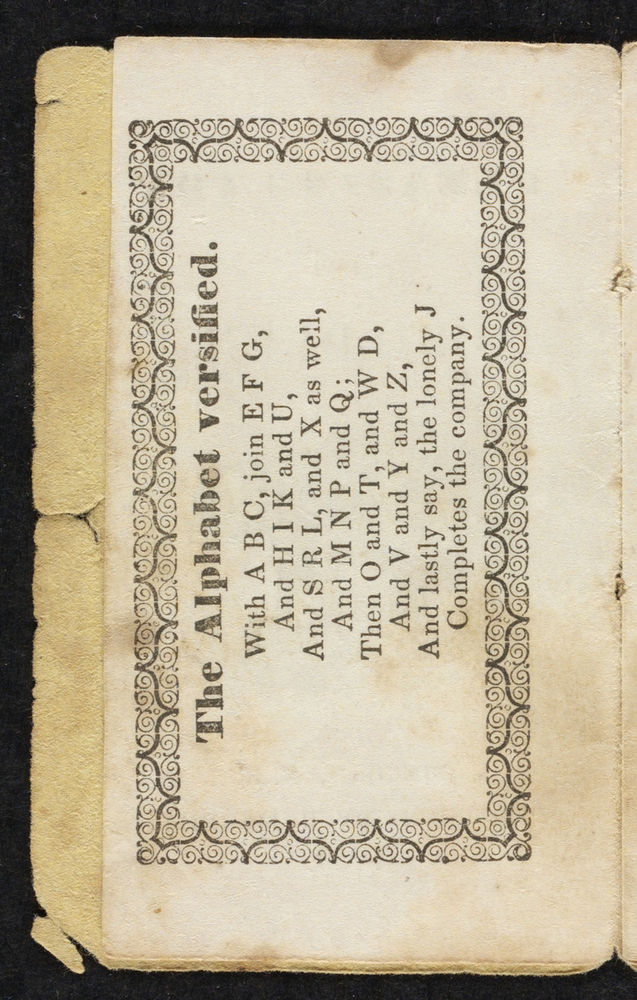 The Alphabet versified.
With A B C, join E F G,
And H I K and U,
And S R L, and X as well,
And M N P and Q;
Then O and T, and W D,
And V and Y and Z,
And lastly say, the lonely J
Completes the company.